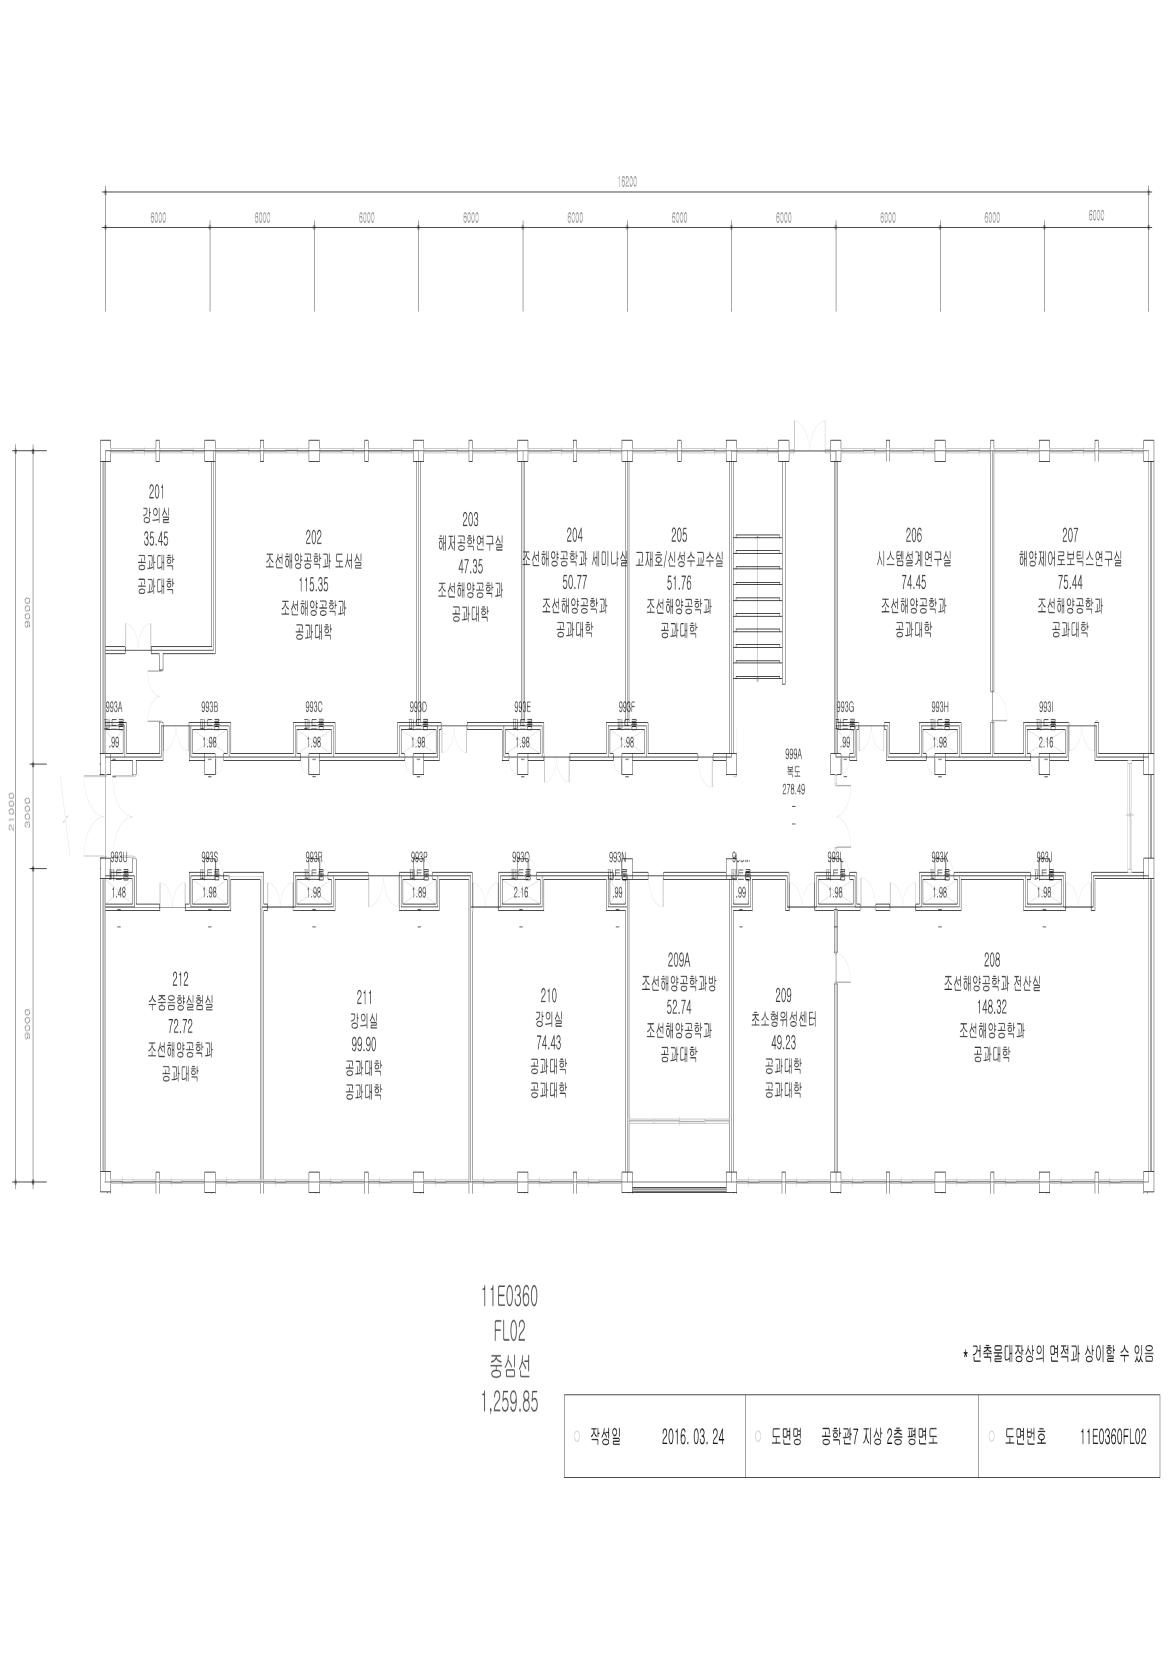 16200
6000 6000 6000 6000 6000 6000 6000 6000 6000 6000
21000
9000
3000
9000
201
강의실
35.45
공과대학
공과대학
202
조선해양공학과 도서실
115.35
조선해양공학과
공과대학
203
해저공학연구실
47.35
조선해양공학과
공과대학
204
조선해양공학과 세미나실
50.77
조선해양공학과
공과대학
205
고재호/신성수교수실
51.76
조선해양공학과
공과대학
206
시스템설계연구실
74.45
조선해양공학과
공과대학
207
해양제어로보틱스연구실
75.44
조선해양공학과
공과대학
993A
피트룸
.99
993B
피트룸
1.98
993C
피트룸
1.98
993D
피트룸
1.98
993E
피트룸
1.98
993F
피트룸
1.98
993G
피트룸
.99
993H
피트룸
1.98
993I
피트룸
2.16
999A
복도
278.49
-
-
993U
피트룸
1.48
-
993S
피트룸
1.98
-
993R
피트룸
1.98
993P
피트룸
1.89
993Q
피트룸
2.16
993N
피트룸
.99
피트룸
.99
-
993L
피트룸
1.98
993K
피트룸
1.98
-
993J
피트룸
1.98
-
212
수중음향실험실
72.72
조선해양공학과
공과대학
211
강의실
99.90
공과대학
공과대학
210
강의실
74.43
공과대학
공과대학
209A
조선해양공학과방
52.74
조선해양공학과
공과대학
209
초소형위성센터
49.23
공과대학
공과대학
208
조선해양공학과 전산실
148.32
조선해양공학과
공과대학
11E0360
FL02
중심선
1,259.85
* 건축물대장상의 면적과 상이할 수 있음
○ 작성일 2016. 03. 24 ○ 도면명 공학관7 지상 2층 평면도 ○ 도면번호 11E0360FL02